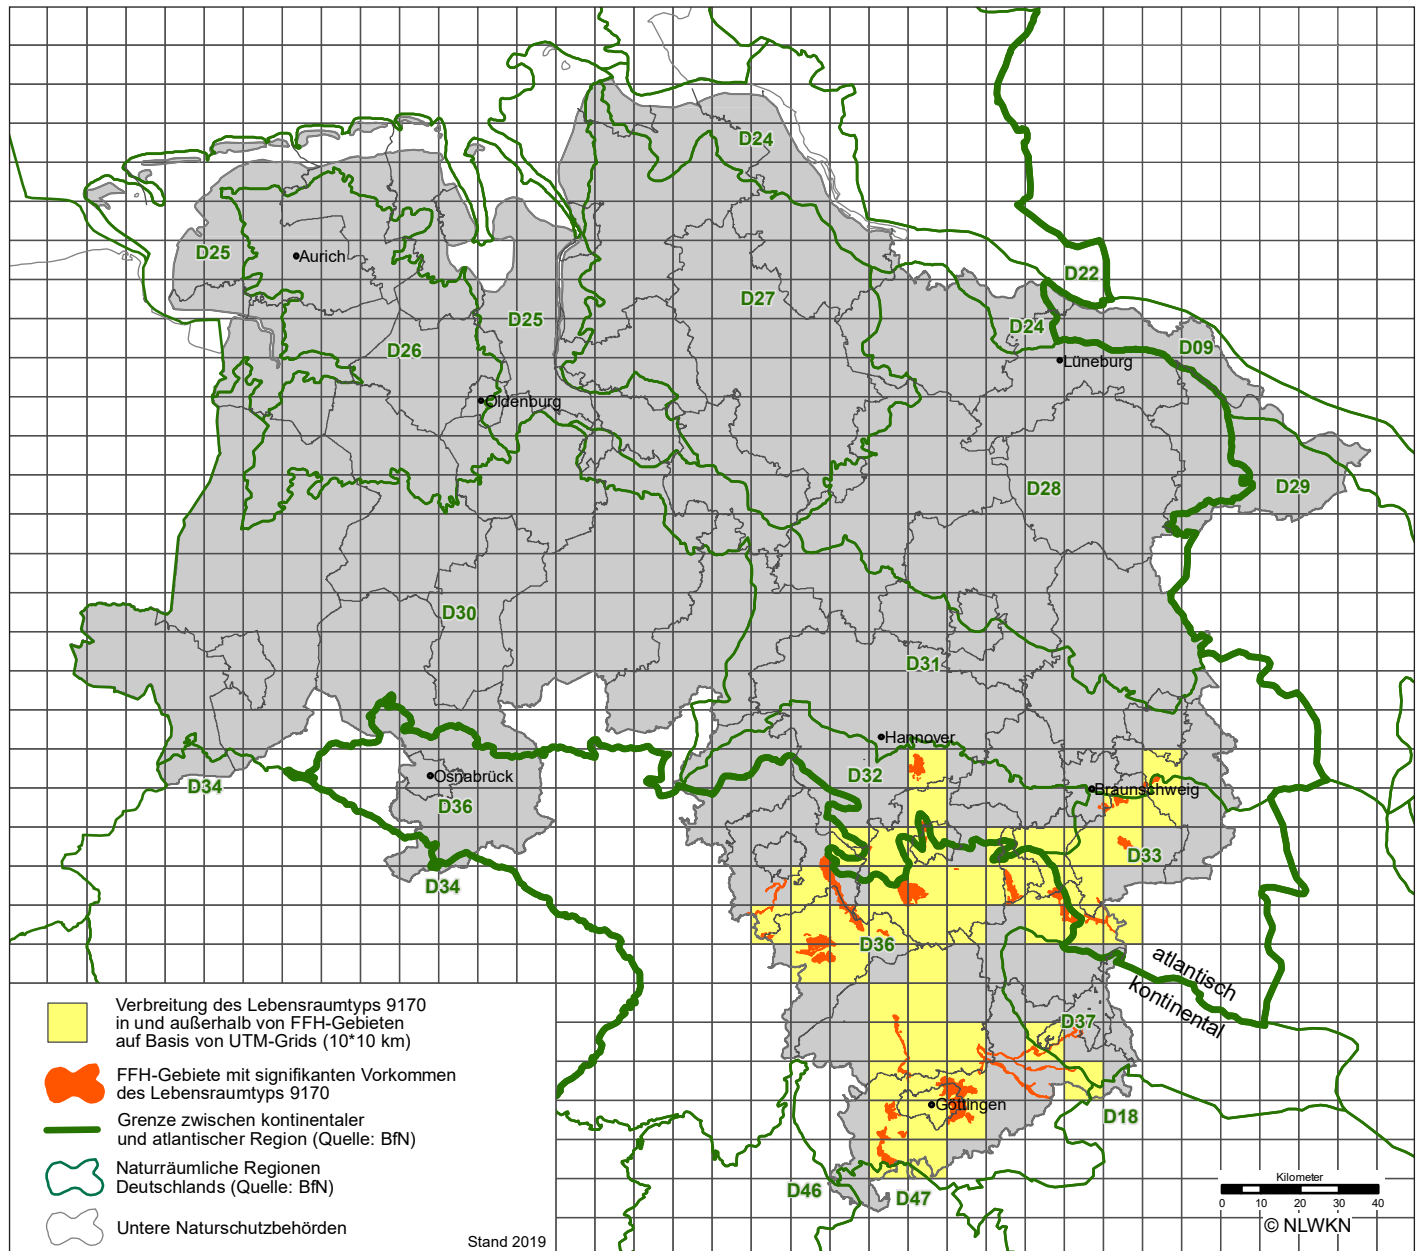 D24
D25
Aurich
D22
D27
D25
D24
D26
D09
Lüneburg
Oldenburg
D28
D29
D30
D31
Hannover
Osnabrück
D32
D34
Braunschweig
D36
D33
D34
D36
atlantisch
kontinental
D37
Göttingen
D18
D46
D47
Verbreitung des Lebensraumtyps 9170
in und außerhalb von FFH-Gebieten
auf Basis von UTM-Grids (10*10 km)
FFH-Gebiete mit signifikanten Vorkommen
des Lebensraumtyps 9170
Grenze zwischen kontinentaler
und atlantischer Region (Quelle: BfN)
Naturräumliche Regionen
Deutschlands (Quelle: BfN)
Untere Naturschutzbehörden
Stand 2019
Kilometer
0 10 20 30 40
© NLWKN